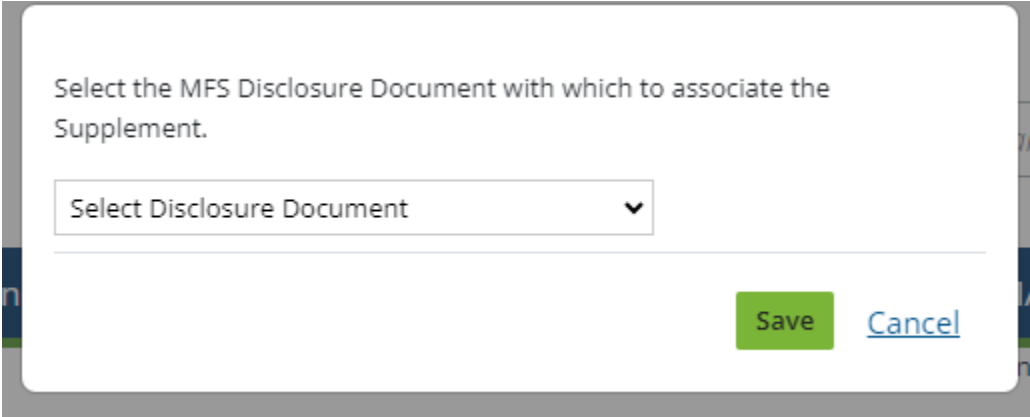 Select the MFS Disclosure Document with which to associate the
Supplement.
Select Disclosure Document
Save
Cancel